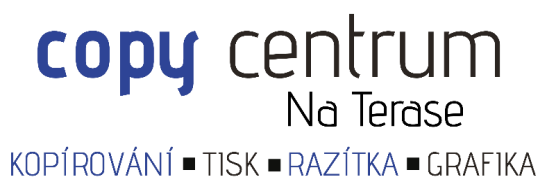 copy centrum
Na Terase
KOPÍROVÁNÍ ▪ TISK ▪ RAZÍTKA ▪ GRAFIKA